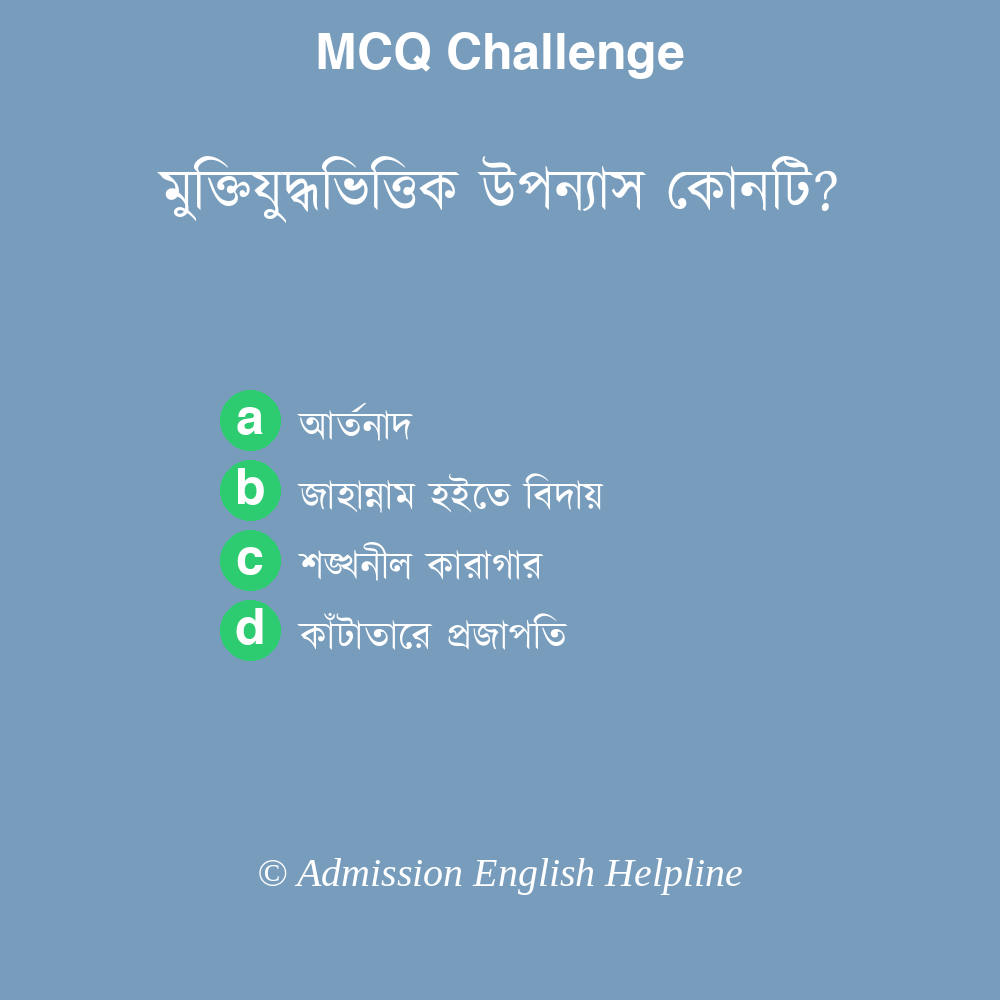 MCQ Challenge
মুক্তিযুদ্ধভিত্তিক উপন্যাস কোনটি?
a আর্তনাদ
b জাহান্নাম হইতে বিদায়
c শঙ্খনীল কারাগার
d কাঁটাতারে প্রজাপতি
© Admission English Helpline